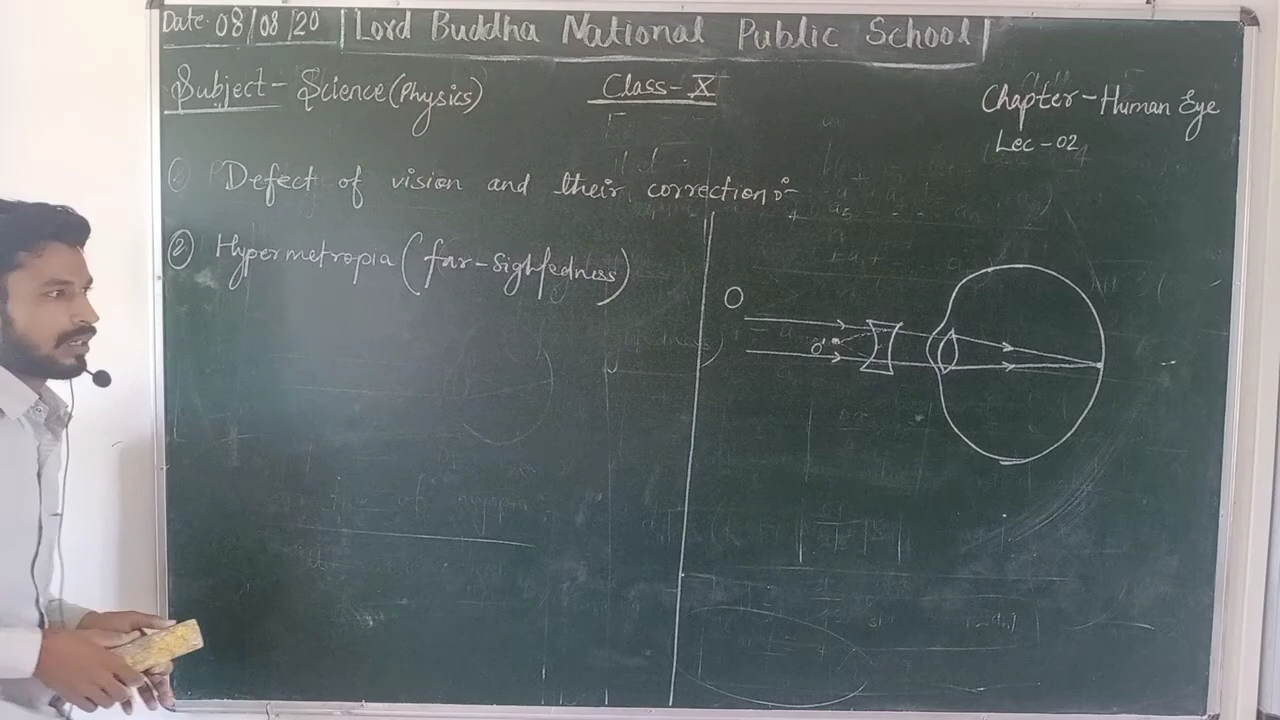 Date. 08/08/20
Lord Buddha National Public School
Subject - Science (Physics)
Class - X
Chapter - Human Eye
Lec - 02
① Defect of vision and their correction :-
② Hypermetropia (far-Sightedness)
O
O'